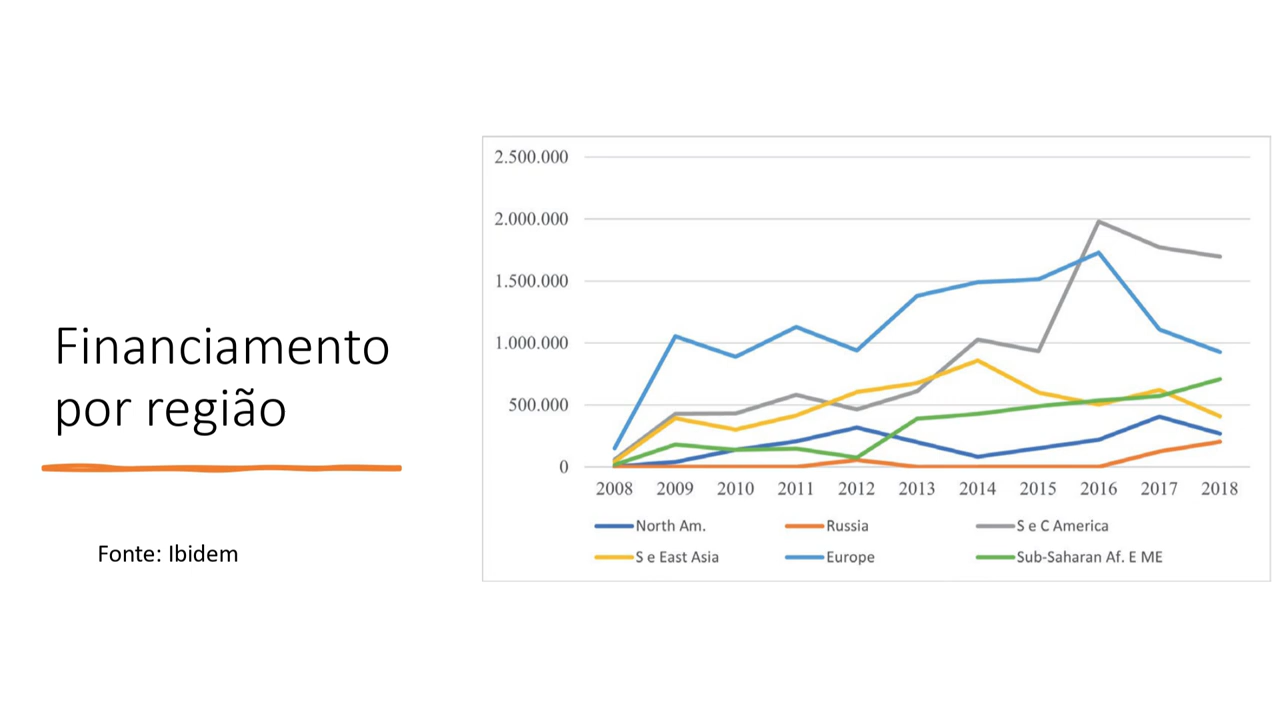 Financiamento
por região
Fonte: Ibidem
2.500.000
2.000.000
1.500.000
1.000.000
500.000
0
2008 2009 2010 2011 2012 2013 2014 2015 2016 2017 2018
North Am. Russia S e C America
S e East Asia Europe Sub-Saharan Af. E ME